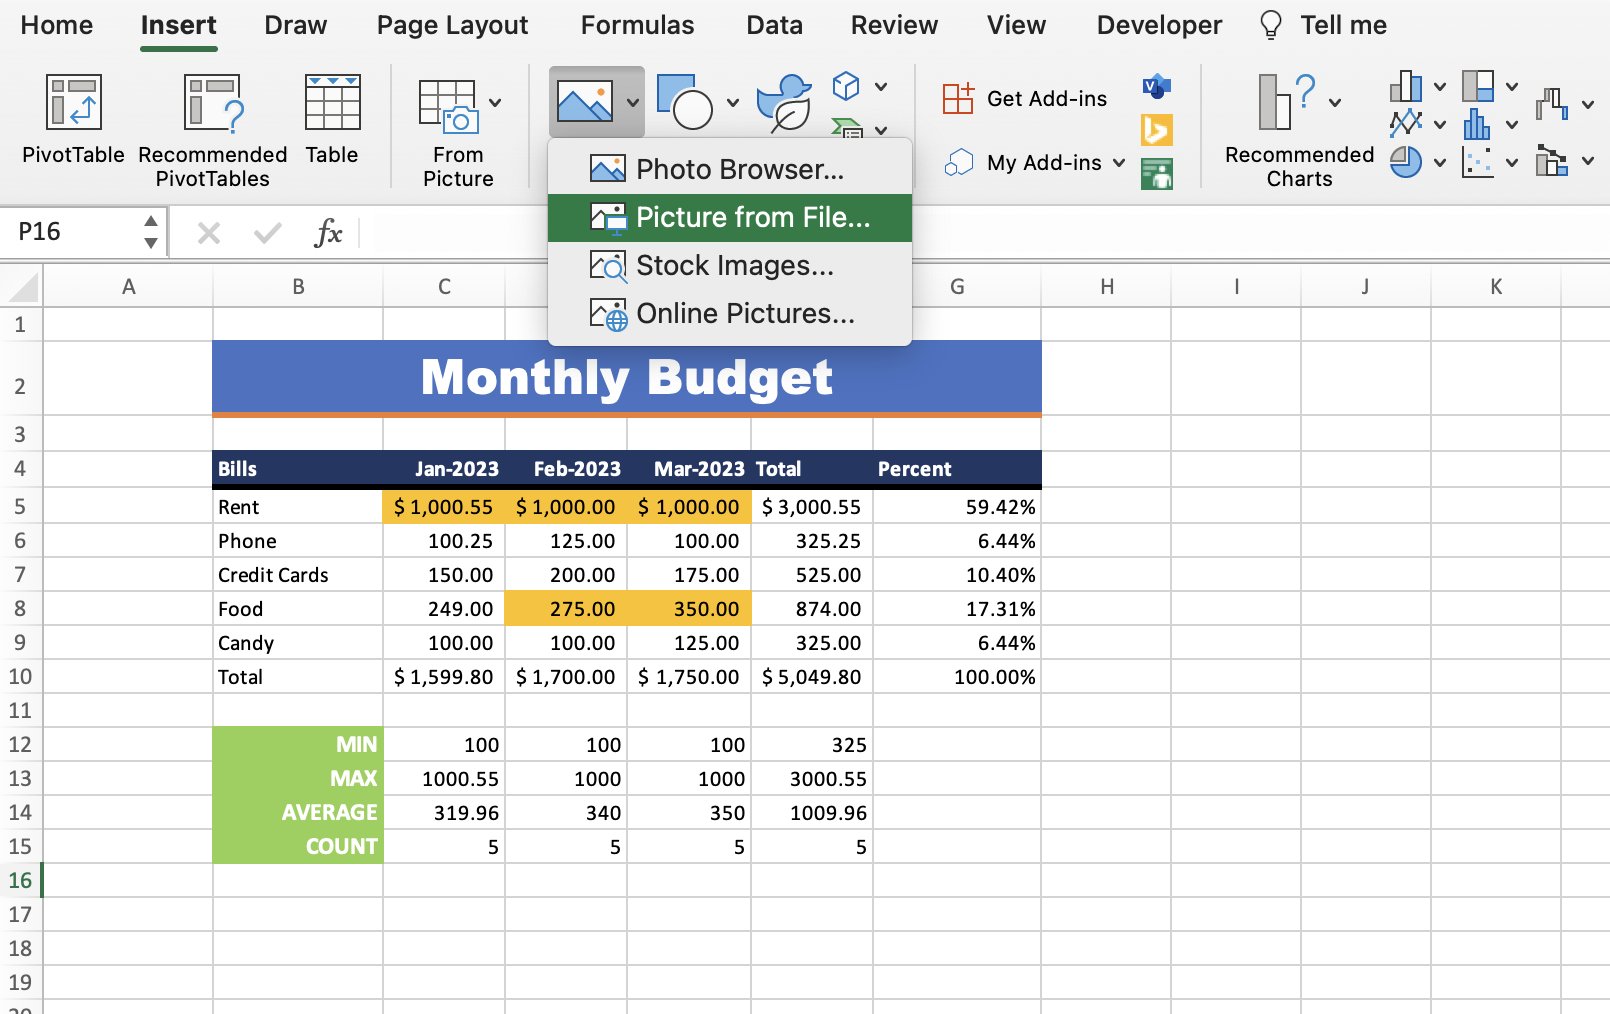 Home Insert Draw Page Layout Formulas Data Review View Developer Tell me
PivotTable
Recommended
PivotTables
Table
From
Picture
Get Add-ins
My Add-ins
Recommended
Charts
Photo Browser...
Picture from File...
Stock Images...
Online Pictures...
P16 fx
A B C G H I J K
1
2 Monthly Budget
3
4 Bills Jan-2023 Feb-2023 Mar-2023 Total Percent
5 Rent $ 1,000.55 $ 1,000.00 $ 1,000.00 $ 3,000.55 59.42%
6 Phone 100.25 125.00 100.00 325.25 6.44%
7 Credit Cards 150.00 200.00 175.00 525.00 10.40%
8 Food 249.00 275.00 350.00 874.00 17.31%
9 Candy 100.00 100.00 125.00 325.00 6.44%
10 Total $ 1,599.80 $ 1,700.00 $ 1,750.00 $ 5,049.80 100.00%
11
12 MIN 100 100 100 325
13 MAX 1000.55 1000 1000 3000.55
14 AVERAGE 319.96 340 350 1009.96
15 COUNT 5 5 5 5
16
17
18
19